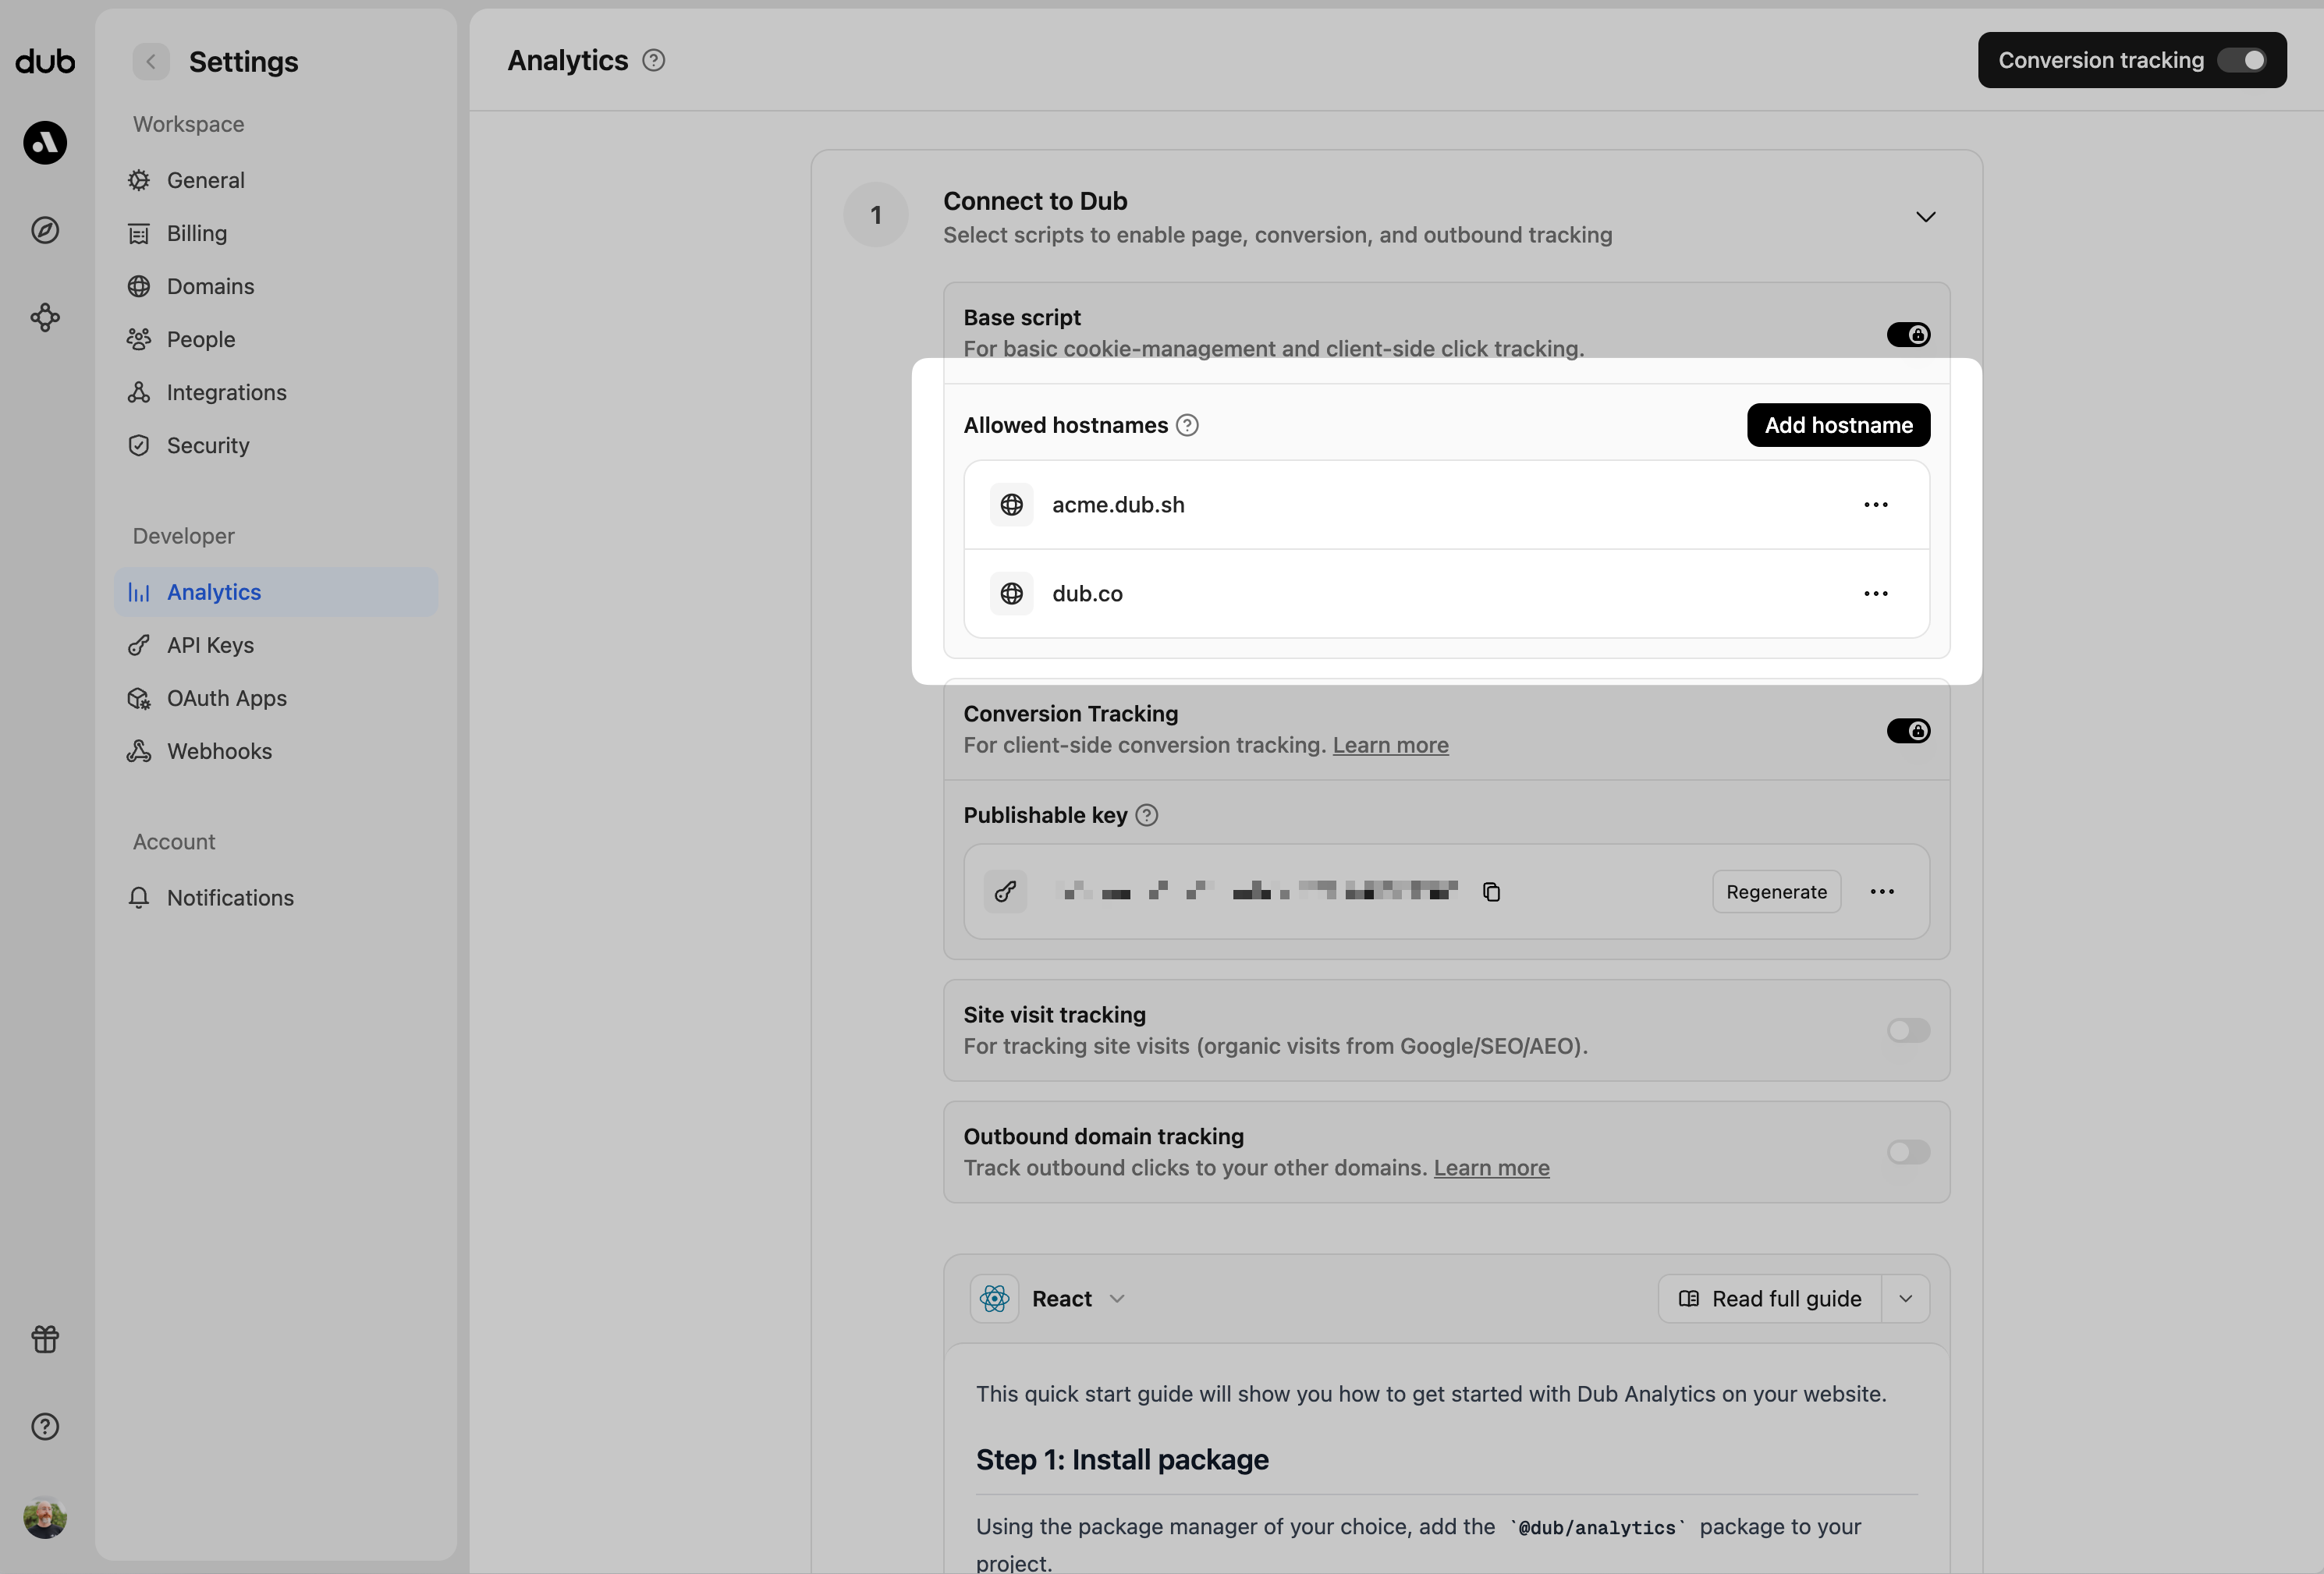 dub
Settings
Workspace
General
Billing
Domains
People
Integrations
Security
Developer
Analytics
API Keys
OAuth Apps
Webhooks
Account
Notifications
Analytics
Conversion tracking
1
Connect to Dub
Select scripts to enable page, conversion, and outbound tracking
Base script
For basic cookie-management and client-side click tracking.
Allowed hostnames
Add hostname
acme.dub.sh
dub.co
Conversion Tracking
For client-side conversion tracking. Learn more
Publishable key
Regenerate
Site visit tracking
For tracking site visits (organic visits from Google/SEO/AEO).
Outbound domain tracking
Track outbound clicks to your other domains. Learn more
React
Read full guide
This quick start guide will show you how to get started with Dub Analytics on your website.
Step 1: Install package
Using the package manager of your choice, add the `@dub/analytics` package to your
project.